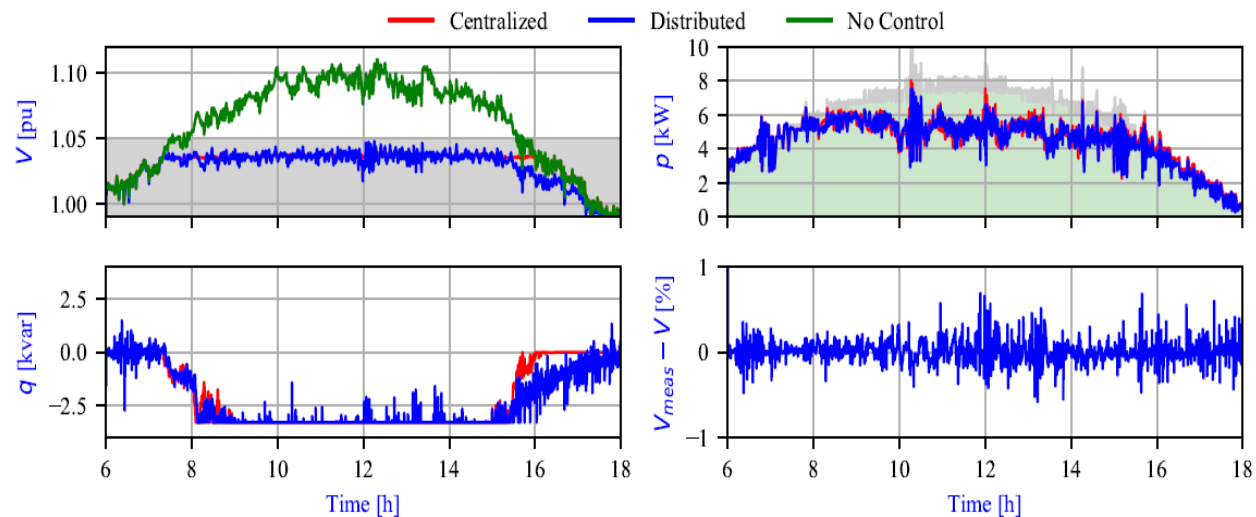 Centralized Distributed No Control
1.10
1.05
1.00
V [pu]
10
8
6
4
2
0
p [kW]
2.5
0.0
−2.5
q [kvar]
6 8 10 12 14 16 18
Time [h]
1
0
−1
Vmeas − V [%]
6 8 10 12 14 16 18
Time [h]